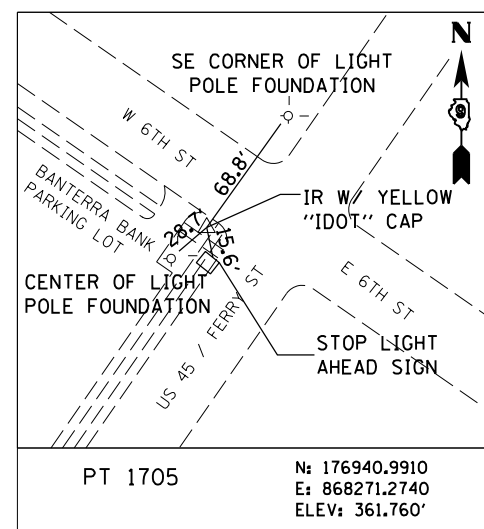 N
SE CORNER OF LIGHT
POLE FOUNDATION
9
W 6TH ST
68.8'
BANTERRA BANK
PARKING LOT
IR W/ YELLOW
"IDOT" CAP
28.7'
15.6'
CENTER OF LIGHT
POLE FOUNDATION
E 6TH ST
US 45 / FERRY ST
STOP LIGHT
AHEAD SIGN
PT 1705
N: 176940.9910
E: 868271.2740
ELEV: 361.760'